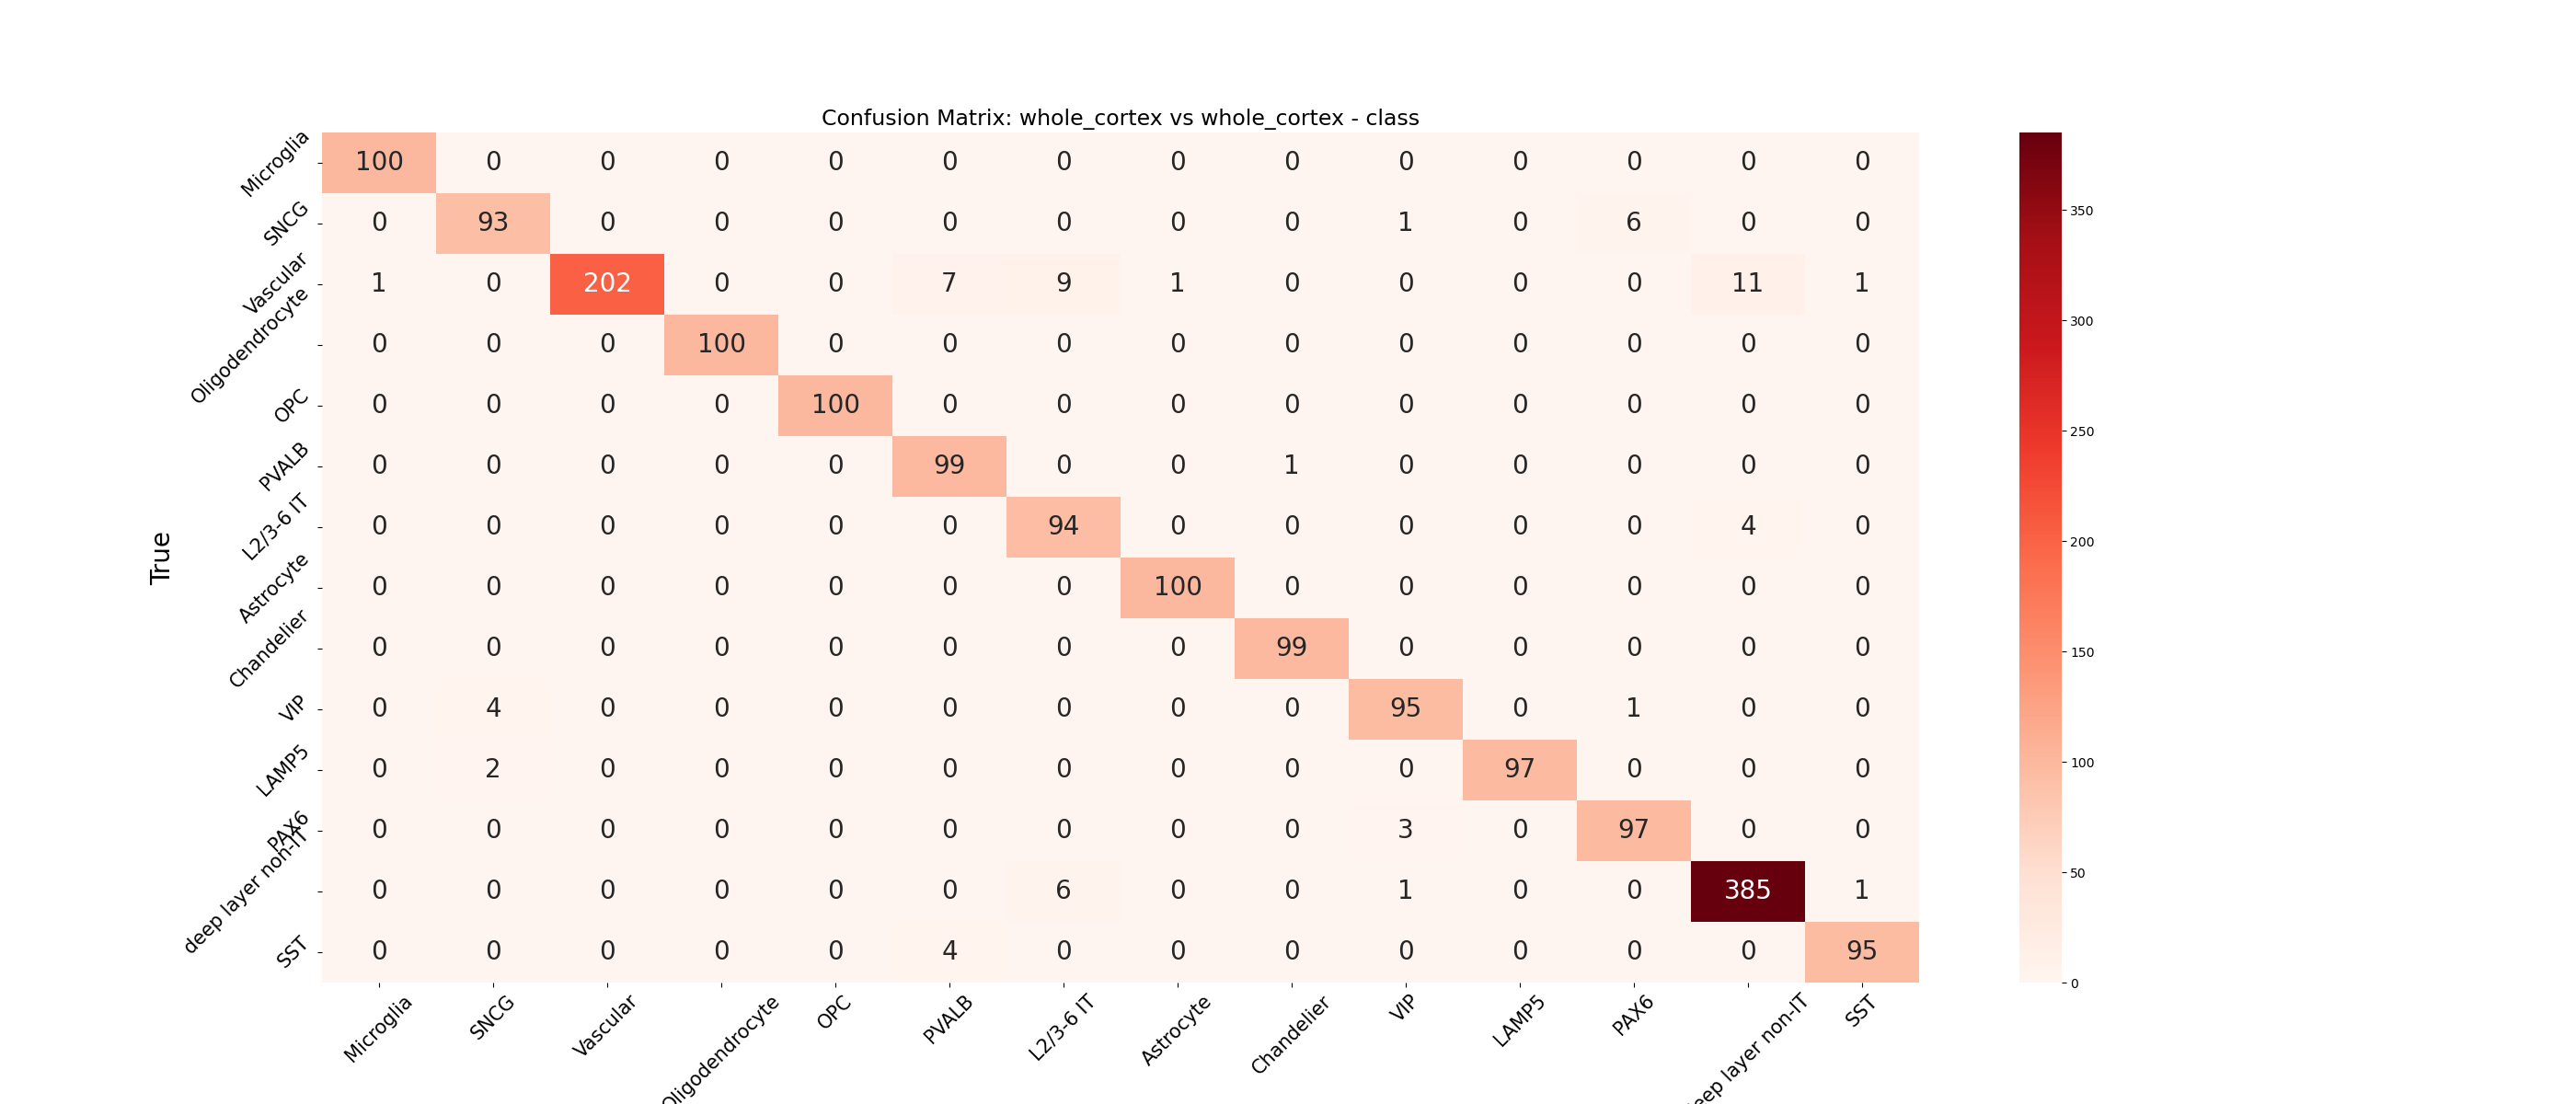 Confusion Matrix: whole_cortex vs whole_cortex - class
Microglia 100 0 0 0 0 0 0 0 0 0 0 0 0 0
SNCG 0 93 0 0 0 0 0 0 0 1 0 6 0 0
Vascular 1 0 202 0 0 7 9 1 0 0 0 0 11 1
Oligodendrocyte 0 0 0 100 0 0 0 0 0 0 0 0 0 0
OPC 0 0 0 0 100 0 0 0 0 0 0 0 0 0
PVALB 0 0 0 0 0 99 0 0 1 0 0 0 0 0
L2/3-6 IT 0 0 0 0 0 0 94 0 0 0 0 0 4 0
Astrocyte 0 0 0 0 0 0 0 100 0 0 0 0 0 0
Chandelier 0 0 0 0 0 0 0 0 99 0 0 0 0 0
VIP 0 4 0 0 0 0 0 0 0 95 0 1 0 0
LAMP5 0 2 0 0 0 0 0 0 0 0 97 0 0 0
PAX6 0 0 0 0 0 0 0 0 0 3 0 97 0 0
deep layer non-IT 0 0 0 0 0 0 6 0 0 1 0 0 385 1
SST 0 0 0 0 0 4 0 0 0 0 0 0 0 95
True
Microglia SNCG Vascular Oligodendrocyte OPC PVALB L2/3-6 IT Astrocyte Chandelier VIP LAMP5 PAX6 eep layer non-IT SST
350
300
250
200
150
100
50
0